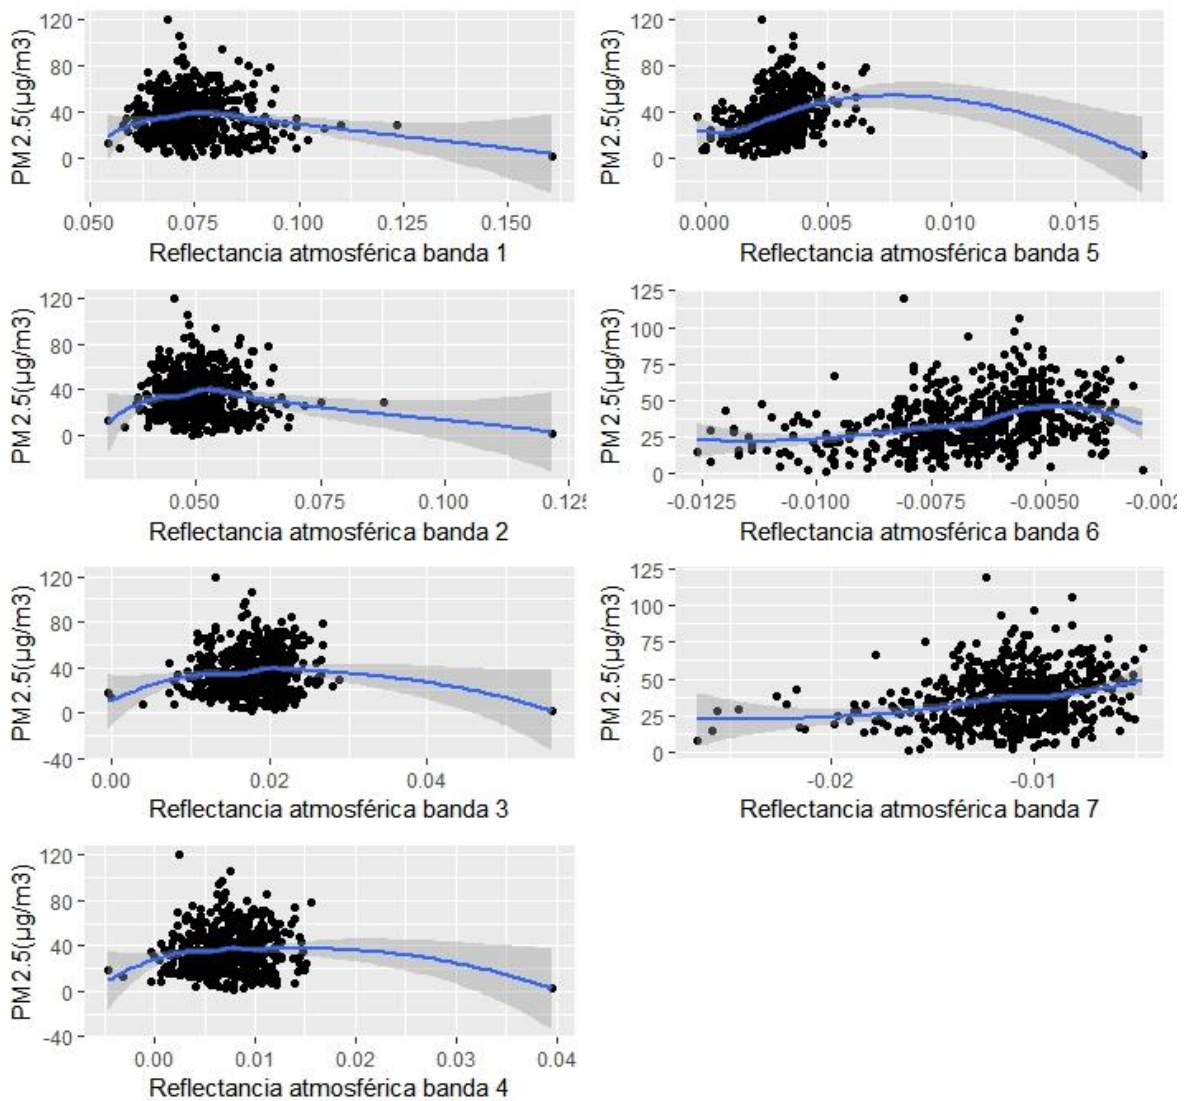 PM2.5(µg/m3)
120
80
40
0
0.050 0.075 0.100 0.125 0.150
Reflectancia atmosférica banda 1
PM2.5(µg/m3)
120
80
40
0
0.000 0.005 0.010 0.015
Reflectancia atmosférica banda 5
PM2.5(µg/m3)
120
80
40
0
0.050 0.075 0.100 0.125
Reflectancia atmosférica banda 2
PM2.5(µg/m3)
125
100
75
50
25
0
-0.0125 -0.0100 -0.0075 -0.0050 -0.002
Reflectancia atmosférica banda 6
PM2.5(µg/m3)
120
80
40
0
-40
0.00 0.02 0.04
Reflectancia atmosférica banda 3
PM2.5(µg/m3)
125
100
75
50
25
0
-0.02 -0.01
Reflectancia atmosférica banda 7
PM2.5(µg/m3)
120
80
40
0
-40
0.00 0.01 0.02 0.03 0.04
Reflectancia atmosférica banda 4